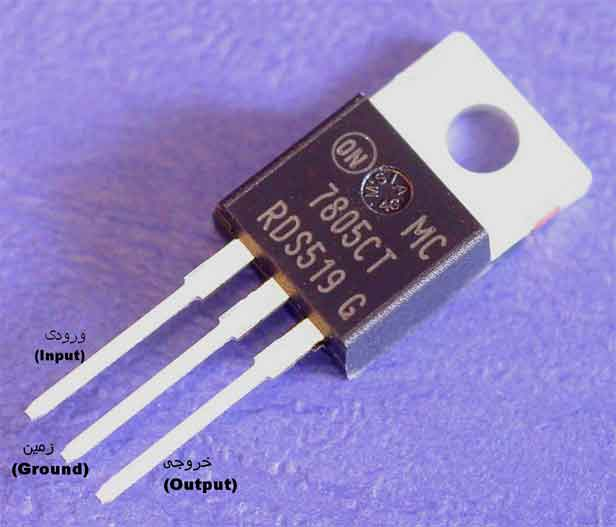 ON
MC
7805CT
RDS519 G
ورودی
(Input)
زمین
(Ground)
خروجی
(Output)